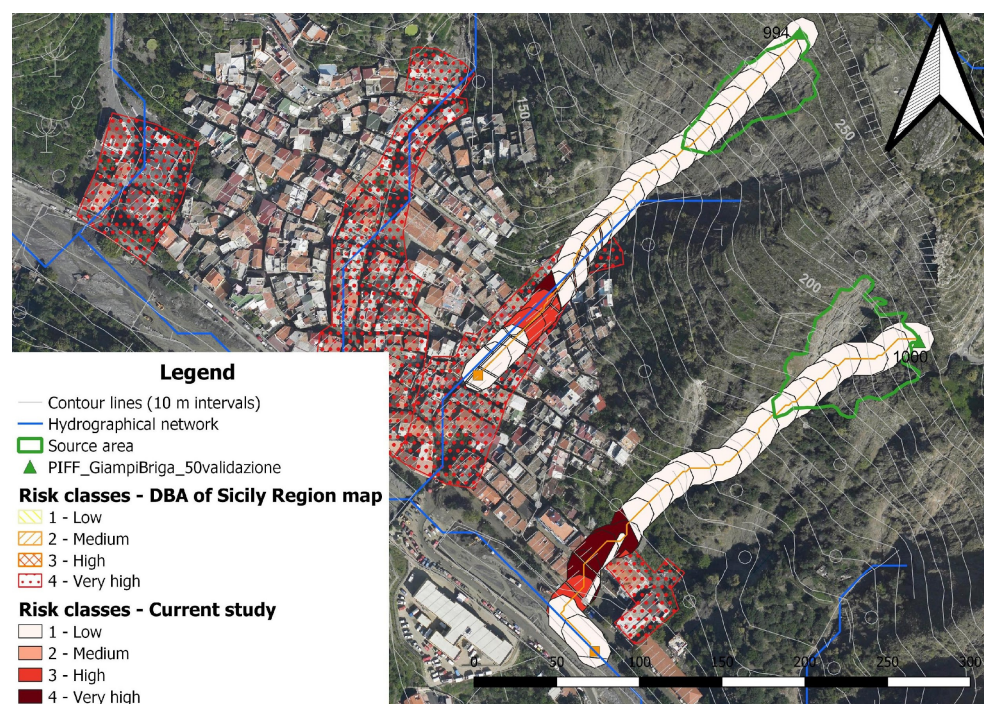 994
150
250
200
1000
Legend
Contour lines (10 m intervals)
Hydrographical network
Source area
PIFF_GiampiBriga_50validazione
Risk classes - DBA of Sicily Region map
1 - Low
2 - Medium
3 - High
4 - Very high
Risk classes - Current study
1 - Low
2 - Medium
3 - High
4 - Very high
0 50 100 150 200 250 300